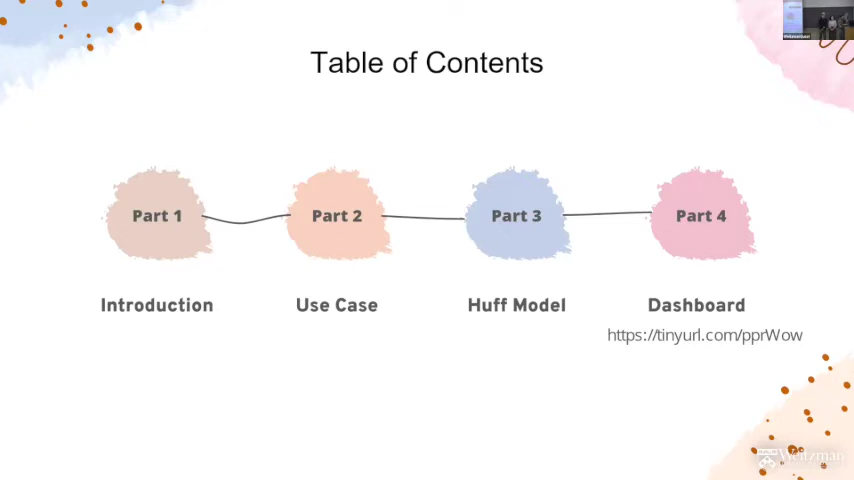 Table of Contents
Part 1
Part 2
Part 3
Part 4
Introduction
Use Case
Huff Model
Dashboard
https://tinyurl.com/pprWow
Weitzman